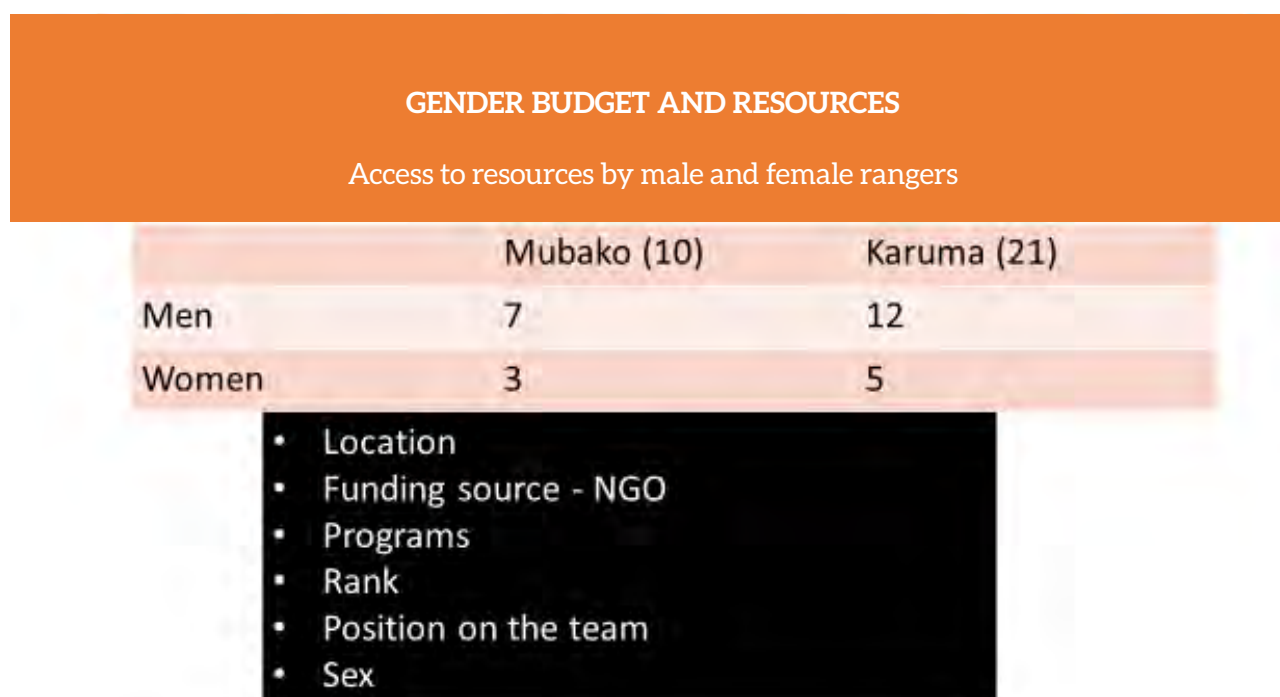 GENDER BUDGET AND RESOURCES
Access to resources by male and female rangers
Mubako (10) Karuma (21)
Men 7 12
Women 3 5
• Location
• Funding source - NGO
• Programs
• Rank
• Position on the team
• Sex